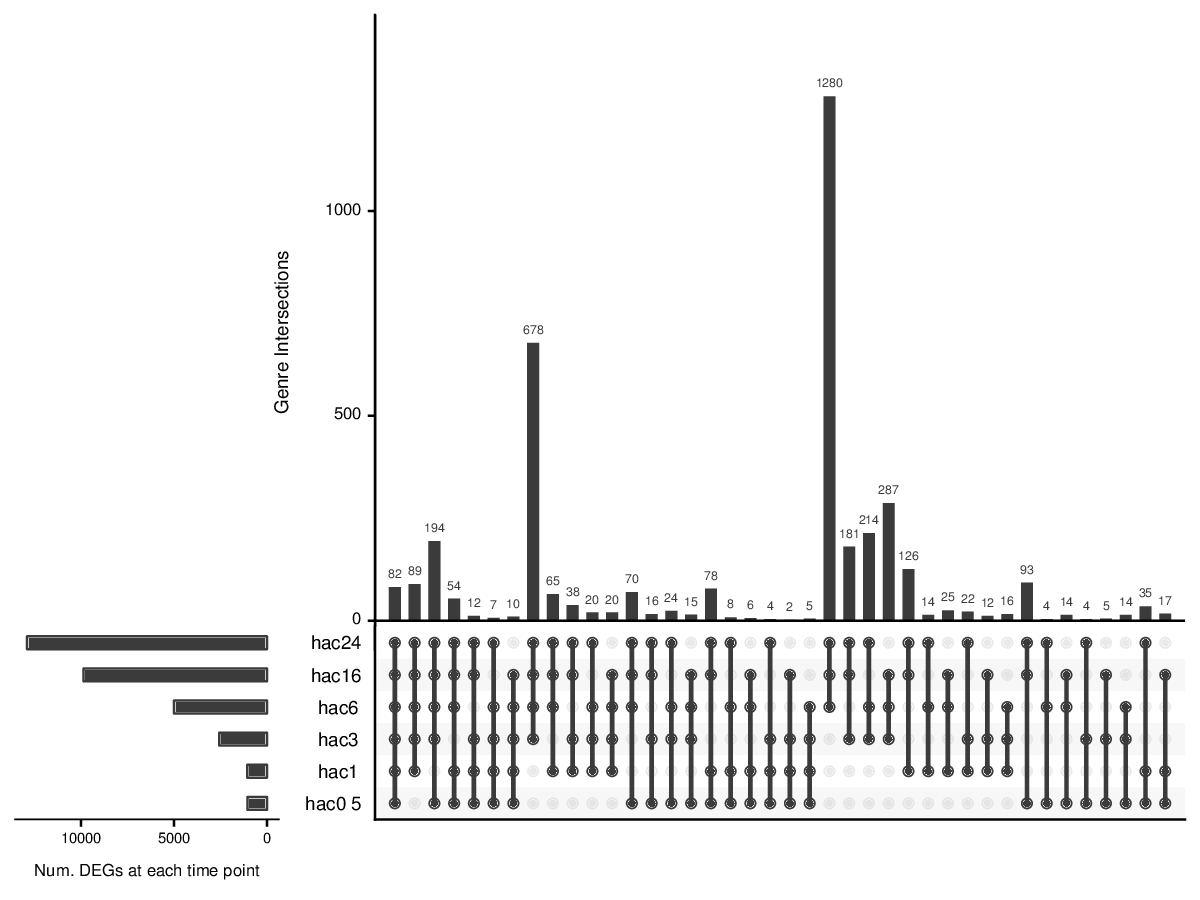 1280
1000
678
Genre Intersections
500
287
194 181 214
82 89 54 12 7 10 65 38 20 20 70 16 24 15 78 8 6 4 2 5 126 14 25 22 12 16 93 4 14 4 5 14 35 17
0
hac24
hac16
hac6
hac3
hac1
hac0 5
10000 5000 0
Num. DEGs at each time point